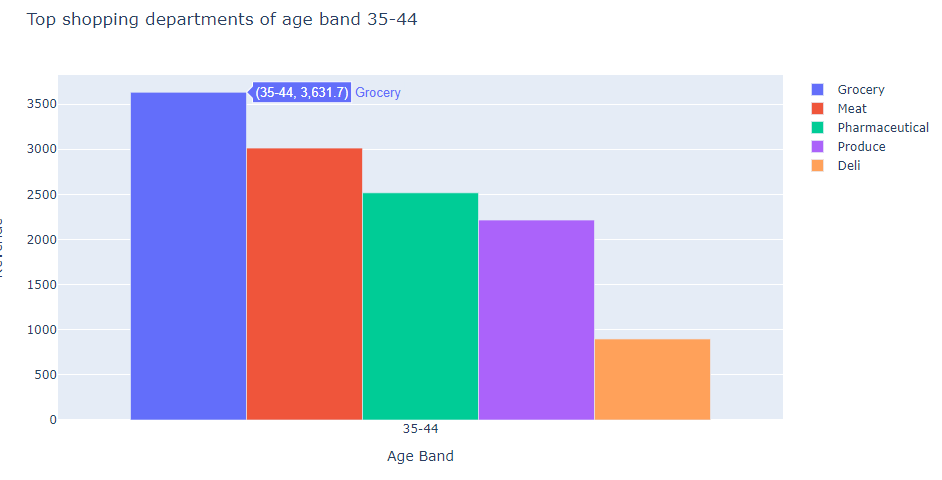 Top shopping departments of age band 35-44
(35-44, 3,631.7) Grocery
3500
3000
2500
2000
1500
1000
500
0
35-44
Age Band
Grocery
Meat
Pharmaceutical
Produce
Deli